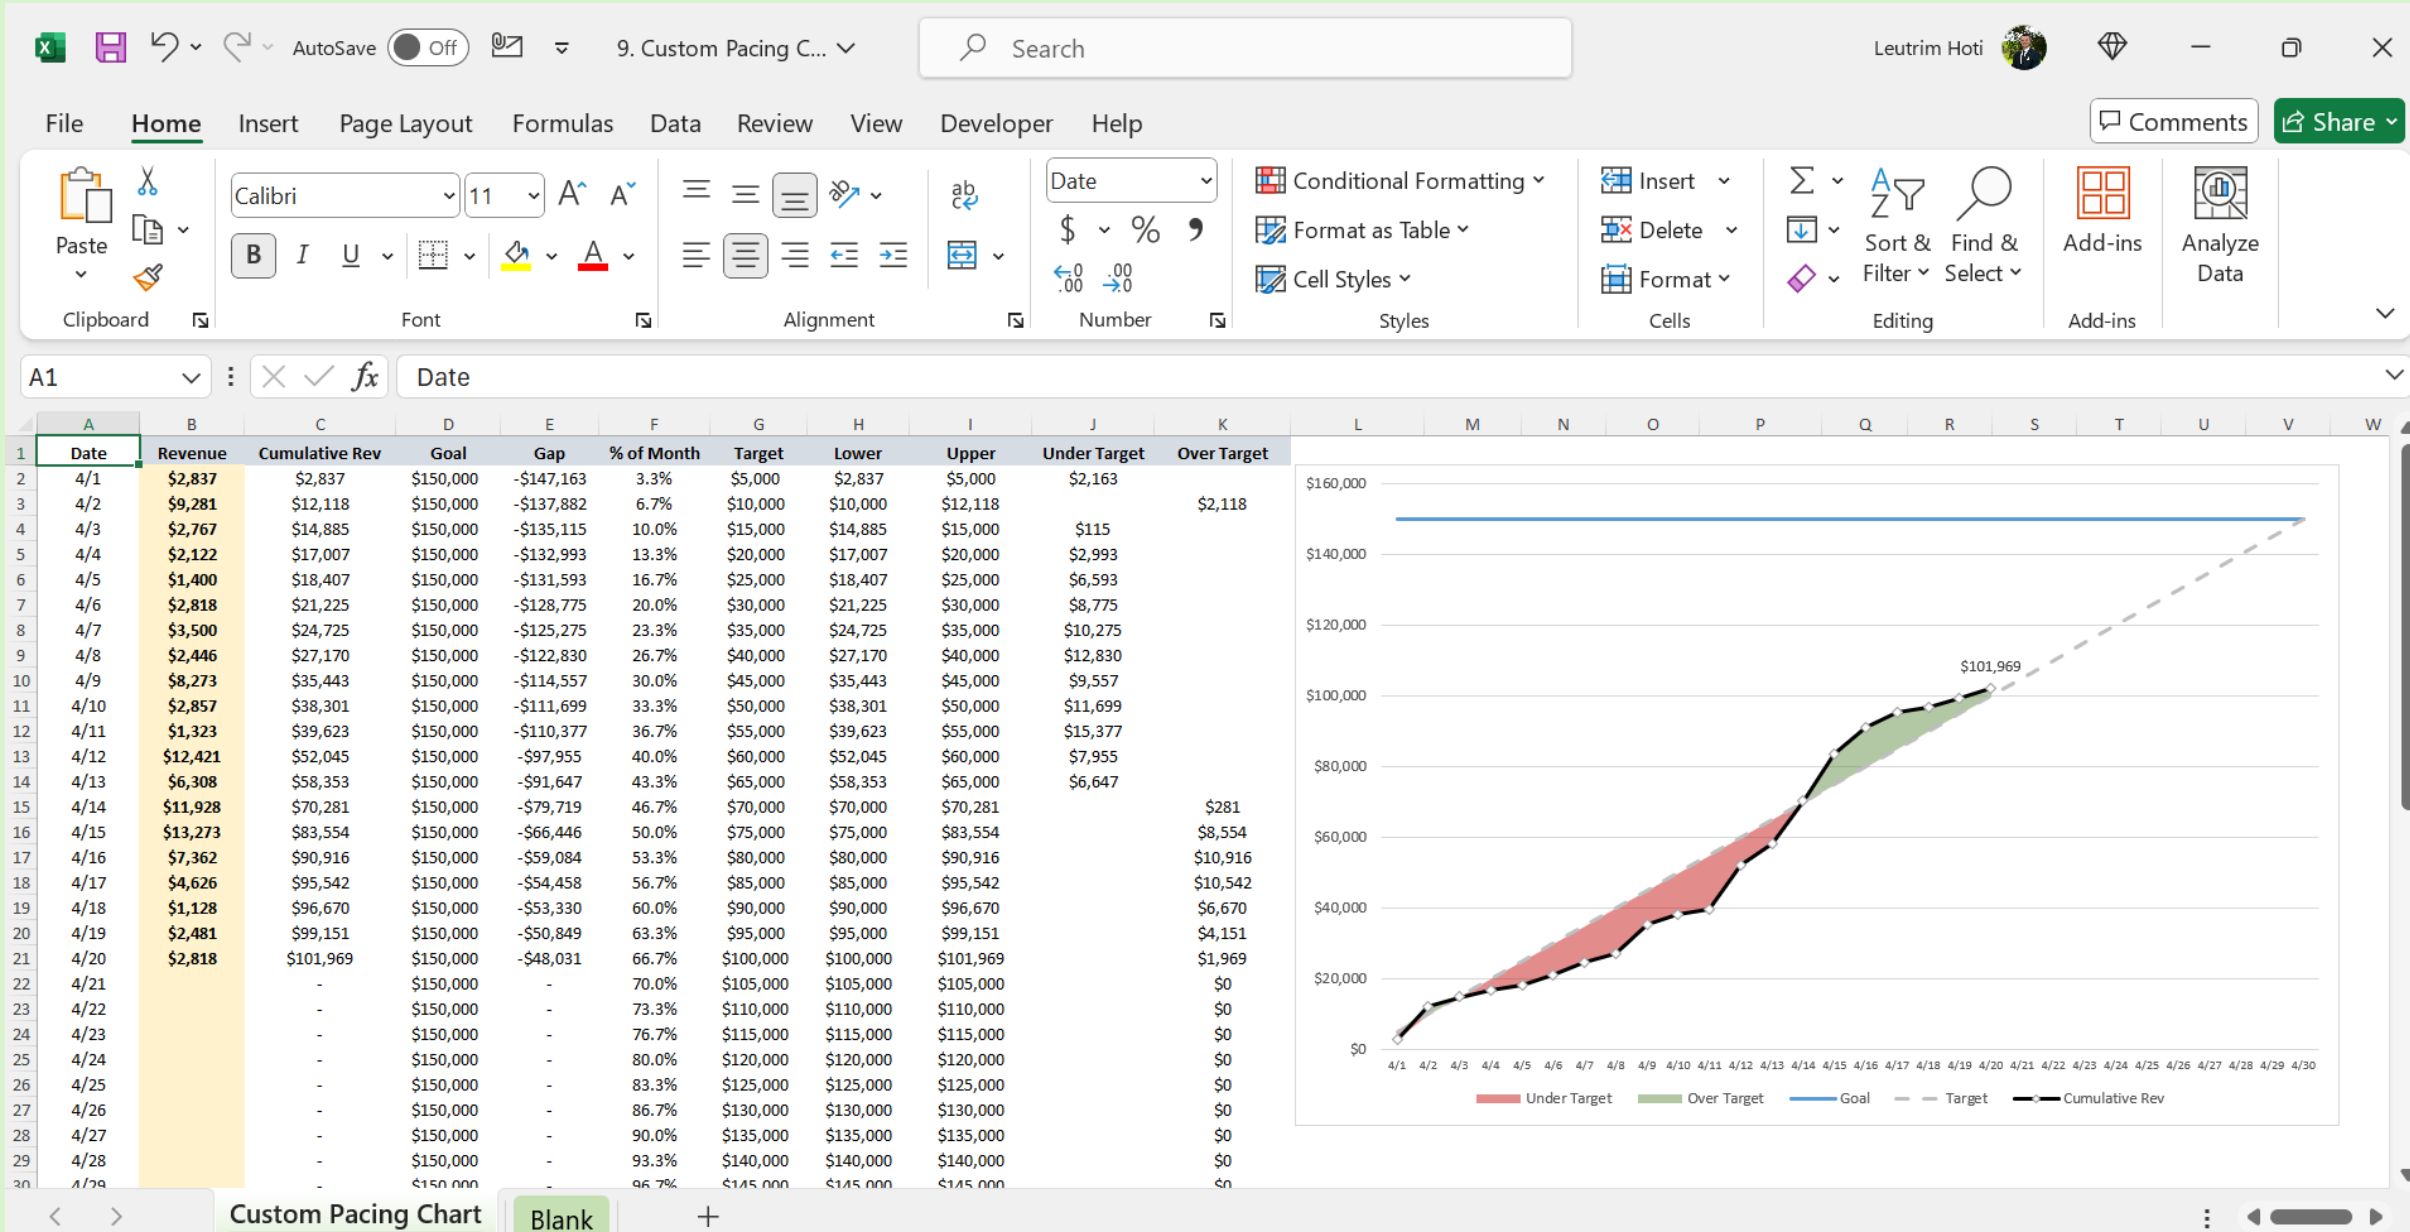 AutoSave Off 9. Custom Pacing C... Search Leutrim Hoti
File Home Insert Page Layout Formulas Data Review View Developer Help Comments Share
Paste
Clipboard
Calibri 11
B I U A
Font
ab
Alignment
Date
$ % ,
Number
Conditional Formatting
Format as Table
Cell Styles
Styles
Insert
Delete
Format
Cells
Sort & Filter
Find & Select
Editing
Add-ins
Add-ins
Analyze Data
A1 fx Date
A B C D E F G H I J K L M N O P Q R S T U V W
1 Date Revenue Cumulative Rev Goal Gap % of Month Target Lower Upper Under Target Over Target
2 4/1 $2,837 $2,837 $150,000 -$147,163 3.3% $5,000 $2,837 $5,000 $2,163
3 4/2 $9,281 $12,118 $150,000 -$137,882 6.7% $10,000 $10,000 $12,118 $2,118
4 4/3 $2,767 $14,885 $150,000 -$135,115 10.0% $15,000 $14,885 $15,000 $115
5 4/4 $2,122 $17,007 $150,000 -$132,993 13.3% $20,000 $17,007 $20,000 $2,993
6 4/5 $1,400 $18,407 $150,000 -$131,593 16.7% $25,000 $18,407 $25,000 $6,593
7 4/6 $2,818 $21,225 $150,000 -$128,775 20.0% $30,000 $21,225 $30,000 $8,775
8 4/7 $3,500 $24,725 $150,000 -$125,275 23.3% $35,000 $24,725 $35,000 $10,275
9 4/8 $2,446 $27,170 $150,000 -$122,830 26.7% $40,000 $27,170 $40,000 $12,830
10 4/9 $8,273 $35,443 $150,000 -$114,557 30.0% $45,000 $35,443 $45,000 $9,557
11 4/10 $2,857 $38,301 $150,000 -$111,699 33.3% $50,000 $38,301 $50,000 $11,699
12 4/11 $1,323 $39,623 $150,000 -$110,377 36.7% $55,000 $39,623 $55,000 $15,377
13 4/12 $12,421 $52,045 $150,000 -$97,955 40.0% $60,000 $52,045 $60,000 $7,955
14 4/13 $6,308 $58,353 $150,000 -$91,647 43.3% $65,000 $58,353 $65,000 $6,647
15 4/14 $11,928 $70,281 $150,000 -$79,719 46.7% $70,000 $70,000 $70,281 $281
16 4/15 $13,273 $83,554 $150,000 -$66,446 50.0% $75,000 $75,000 $83,554 $8,554
17 4/16 $7,362 $90,916 $150,000 -$59,084 53.3% $80,000 $80,000 $90,916 $10,916
18 4/17 $4,626 $95,542 $150,000 -$54,458 56.7% $85,000 $85,000 $95,542 $10,542
19 4/18 $1,128 $96,670 $150,000 -$53,330 60.0% $90,000 $90,000 $96,670 $6,670
20 4/19 $2,481 $99,151 $150,000 -$50,849 63.3% $95,000 $95,000 $99,151 $4,151
21 4/20 $2,818 $101,969 $150,000 -$48,031 66.7% $100,000 $100,000 $101,969 $1,969
22 4/21 - $150,000 - 70.0% $105,000 $105,000 $105,000 $0
23 4/22 - $150,000 - 73.3% $110,000 $110,000 $110,000 $0
24 4/23 - $150,000 - 76.7% $115,000 $115,000 $115,000 $0
25 4/24 - $150,000 - 80.0% $120,000 $120,000 $120,000 $0
26 4/25 - $150,000 - 83.3% $125,000 $125,000 $125,000 $0
27 4/26 - $150,000 - 86.7% $130,000 $130,000 $130,000 $0
28 4/27 - $150,000 - 90.0% $135,000 $135,000 $135,000 $0
29 4/28 - $150,000 - 93.3% $140,000 $140,000 $140,000 $0
30 4/29 - $150,000 - 96.7% $145,000 $145,000 $145,000 $0
$160,000
$140,000
$120,000
$101,969
$100,000
$80,000
$60,000
$40,000
$20,000
$0
4/1 4/2 4/3 4/4 4/5 4/6 4/7 4/8 4/9 4/10 4/11 4/12 4/13 4/14 4/15 4/16 4/17 4/18 4/19 4/20 4/21 4/22 4/23 4/24 4/25 4/26 4/27 4/28 4/29 4/30
Under Target Over Target Goal Target Cumulative Rev
Custom Pacing Chart Blank